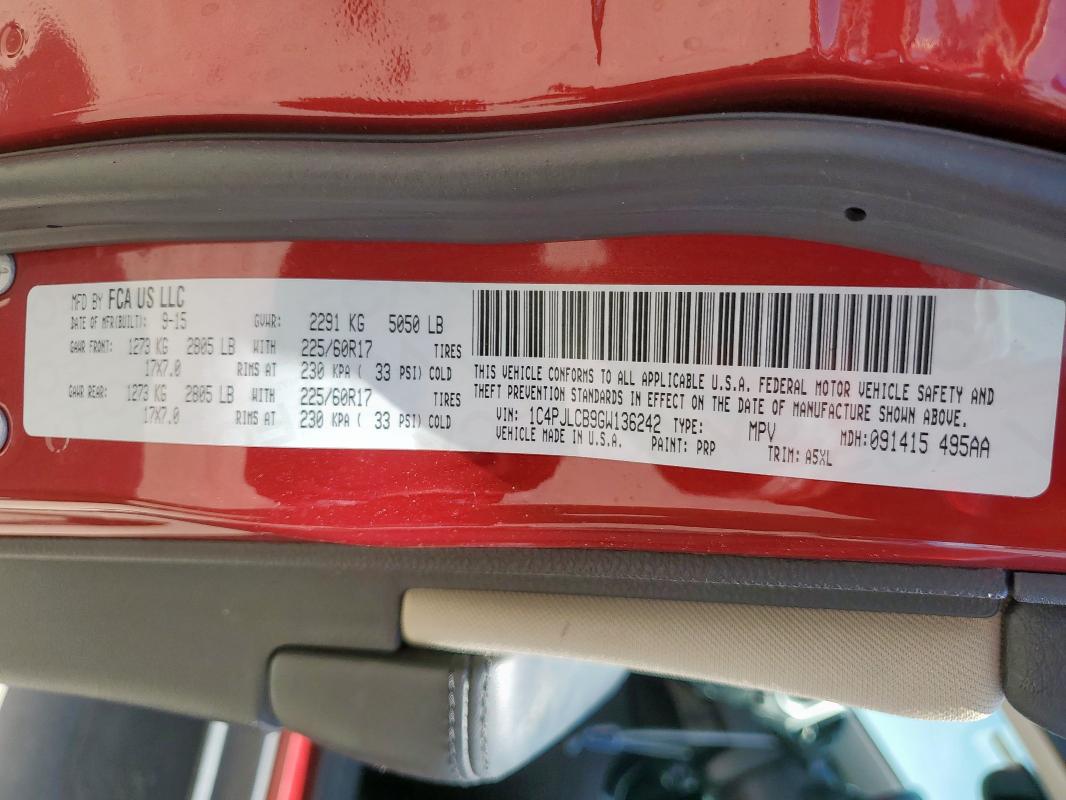 MFD BY FCA US LLC
DATE OF MFR(BUILT): 9-15 GVWR: 2291 KG 5050 LB
GAWR FRONT: 1273 KG 2805 LB WITH 225/60R17 TIRES
17X7.0 RIMS AT 230 KPA ( 33 PSI) COLD
GAWR REAR: 1273 KG 2805 LB WITH 225/60R17 TIRES
17X7.0 RIMS AT 230 KPA ( 33 PSI) COLD
THIS VEHICLE CONFORMS TO ALL APPLICABLE U.S.A. FEDERAL MOTOR VEHICLE SAFETY AND
THEFT PREVENTION STANDARDS IN EFFECT ON THE DATE OF MANUFACTURE SHOWN ABOVE.
VIN: 1C4PJLCB9GW136242 TYPE: MPV MDH:091415 495AA
VEHICLE MADE IN U.S.A. PAINT: PRP TRIM: A5XL